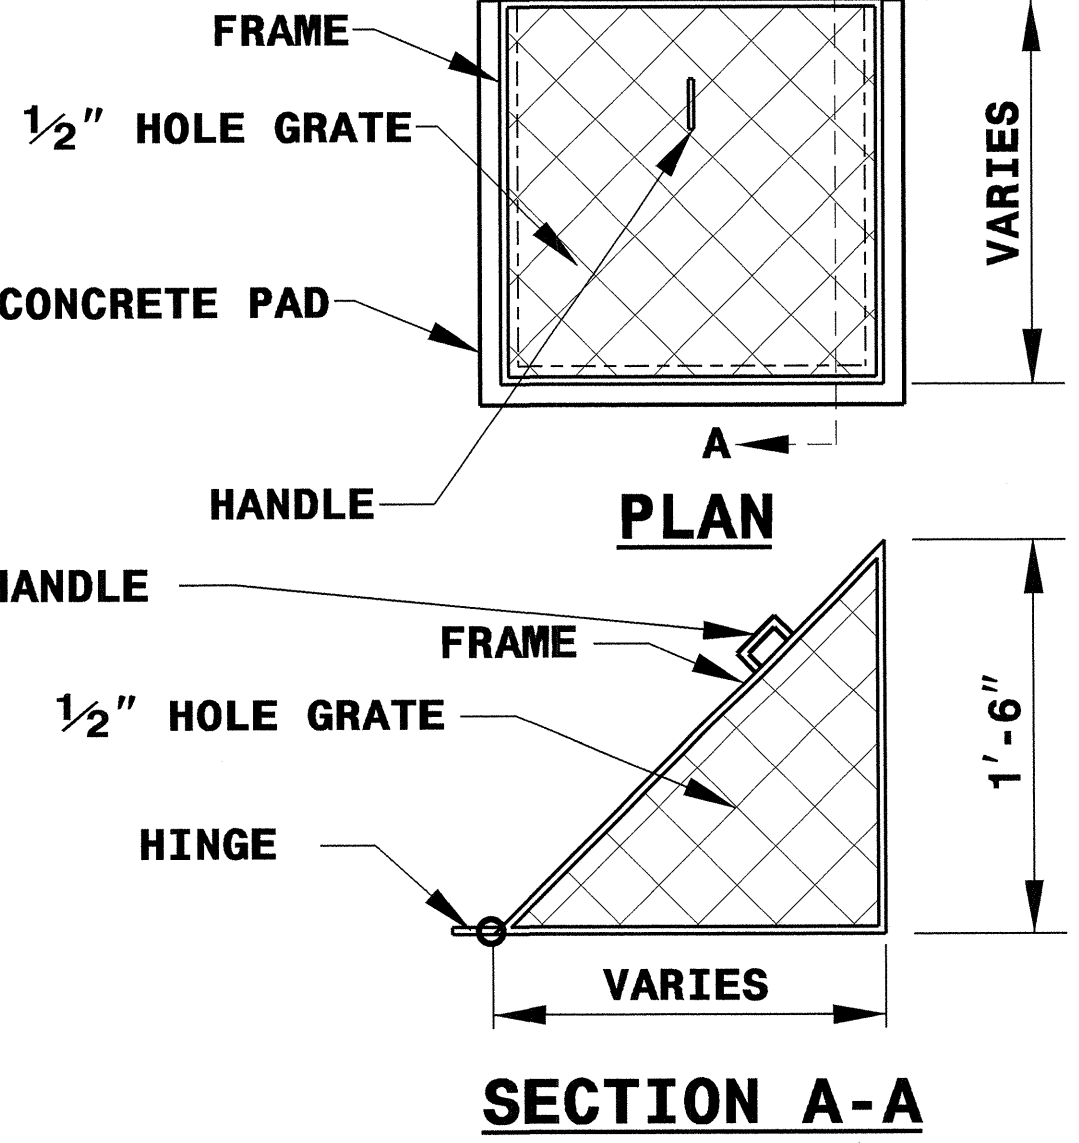 FRAME
½" HOLE GRATE
VARIES
CONCRETE PAD
A
HANDLE
PLAN
HANDLE
FRAME
½" HOLE GRATE
1'-6"
HINGE
VARIES
SECTION A-A